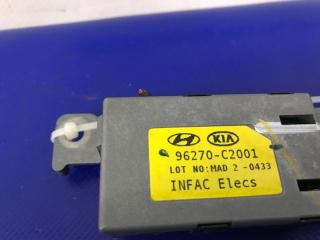 KIA
96270-C2001
LOT NO:MAD 2 -0433
INFAC Elecs